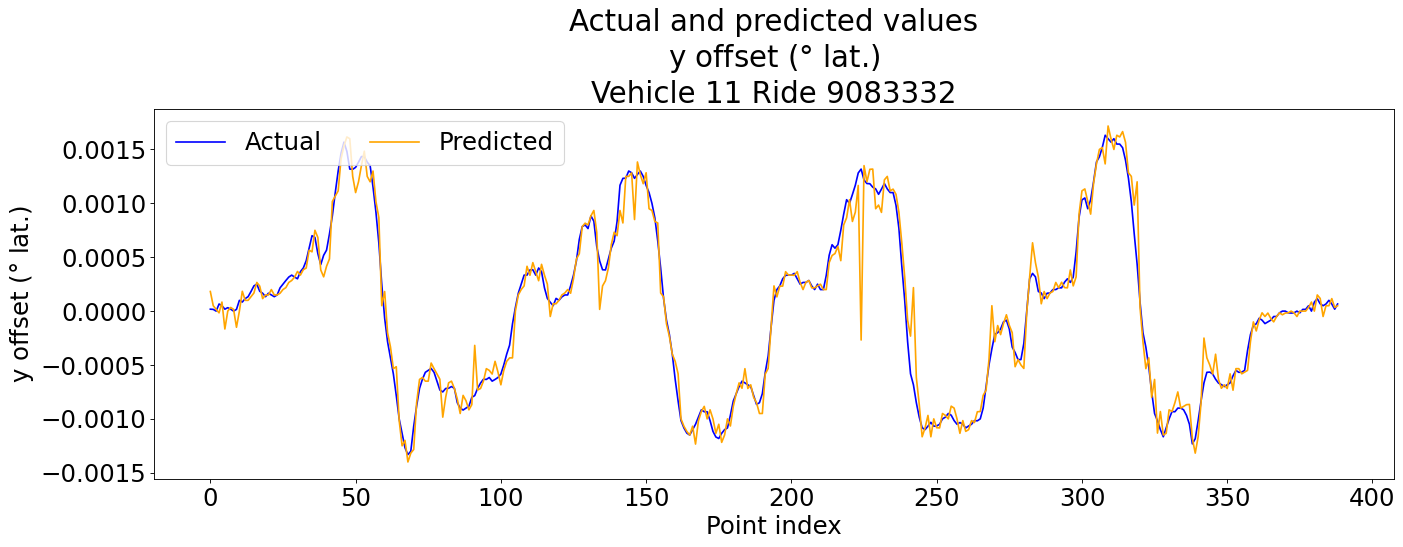 Actual and predicted values
y offset (° lat.)
Vehicle 11 Ride 9083332
Actual Predicted
y offset (° lat.)
0.0015
0.0010
0.0005
0.0000
−0.0005
−0.0010
−0.0015
0 50 100 150 200 250 300 350 400
Point index